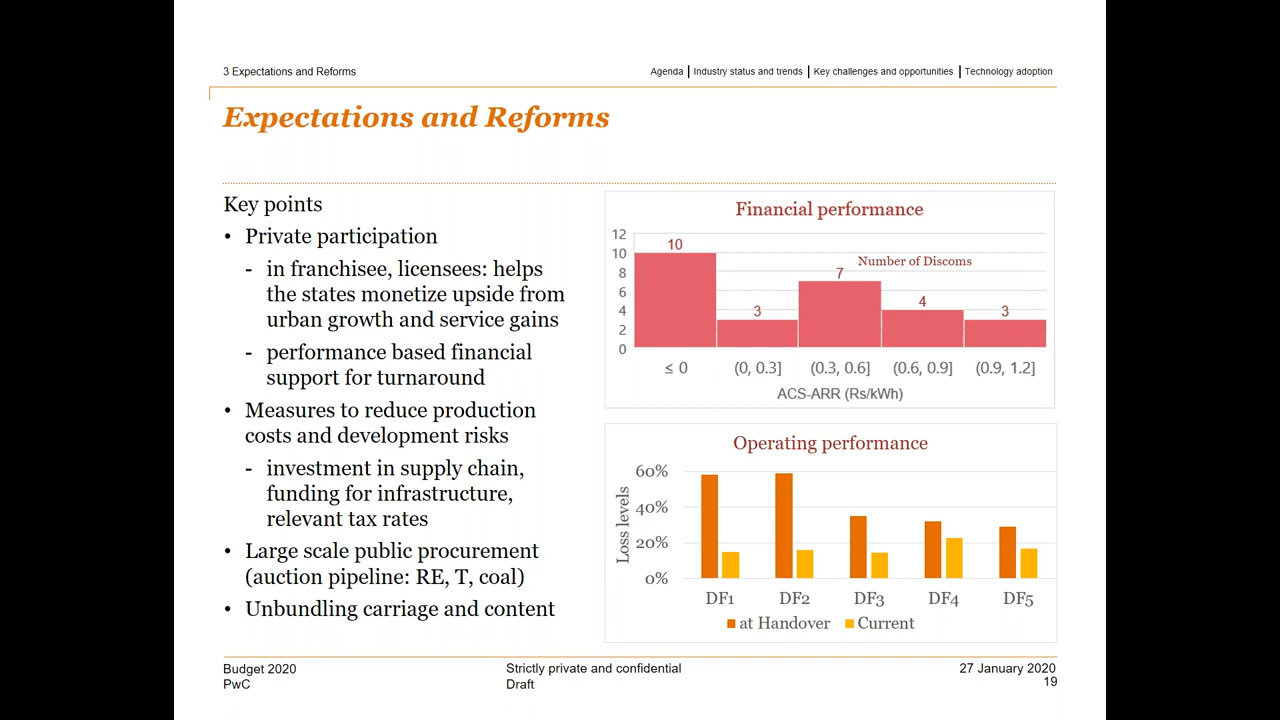 3 Expectations and Reforms
Agenda | Industry status and trends | Key challenges and opportunities | Technology adoption
Expectations and Reforms
Key points
• Private participation
- in franchisee, licensees: helps
the states monetize upside from
urban growth and service gains
- performance based financial
support for turnaround
• Measures to reduce production
costs and development risks
- investment in supply chain,
funding for infrastructure,
relevant tax rates
• Large scale public procurement
(auction pipeline: RE, T, coal)
• Unbundling carriage and content
Financial performance
12
10
8
6
4
2
0
10
3
7
4
3
Number of Discoms
≤ 0 (0, 0.3] (0.3, 0.6] (0.6, 0.9] (0.9, 1.2]
ACS-ARR (Rs/kWh)
Operating performance
Loss levels
60%
40%
20%
0%
DF1 DF2 DF3 DF4 DF5
at Handover Current
Budget 2020
PwC
Strictly private and confidential
Draft
27 January 2020
19